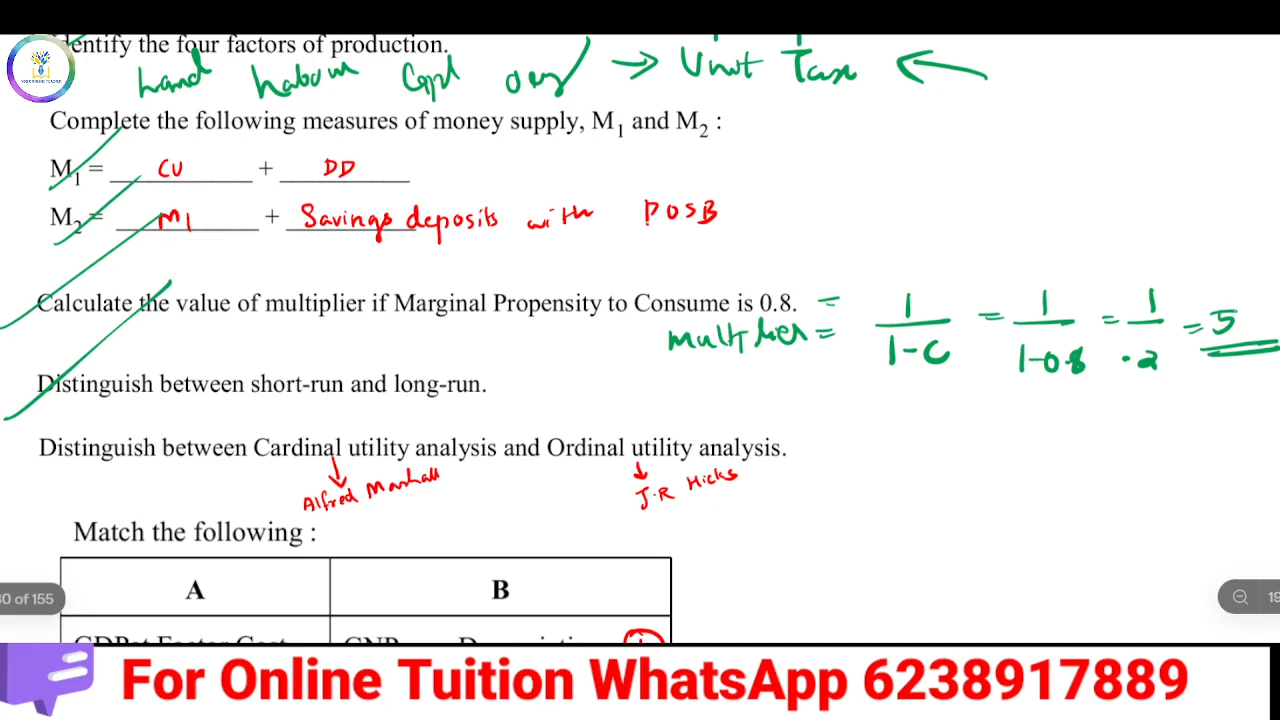 Identify the four factors of production.
Land Labour Capl org → Unit Tax ←
Complete the following measures of money supply, M₁ and M₂ :
M₁ = CU + DD
M₂ = M₁ + Savings deposits with POSB
Calculate the value of multiplier if Marginal Propensity to Consume is 0.8. =
multiplier = 1/1-C = 1/1-0.8 = 1/.2 = 5
Distinguish between short-run and long-run.
Distinguish between Cardinal utility analysis and Ordinal utility analysis.
Alfred Marshall J.R Hicks
Match the following :
A B
For Online Tuition WhatsApp 6238917889